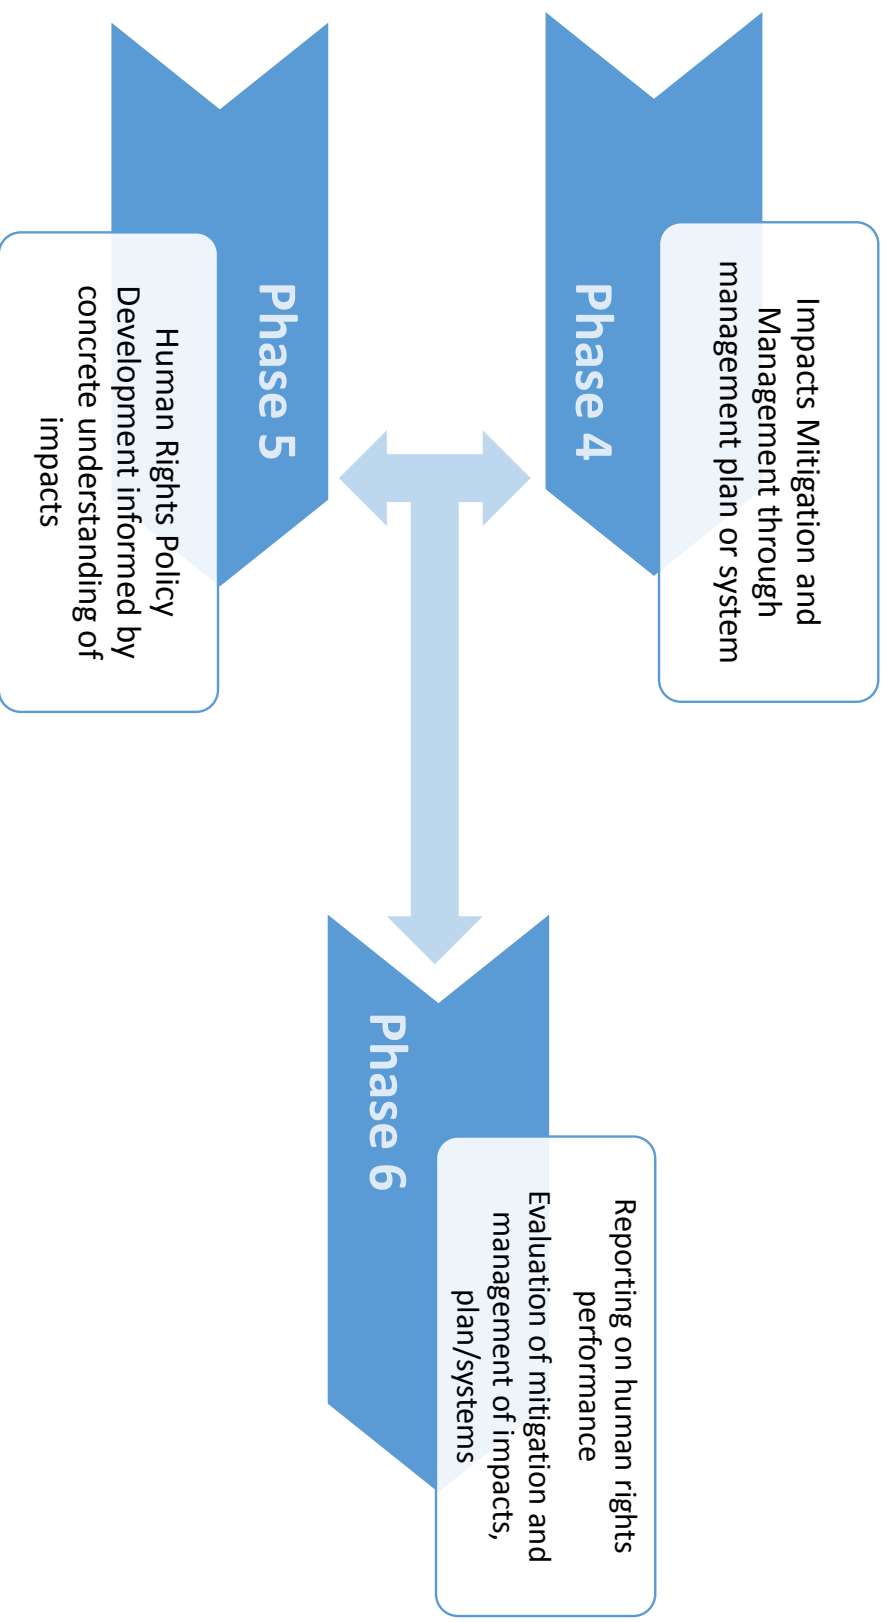 Phase 4
Impacts Mitigation and
Management through
management plan or system
Phase 5
Human Rights Policy
Development informed by
concrete understanding of
impacts
Phase 6
Reporting on human rights
performance
Evaluation of mitigation and
management of impacts,
plan/systems